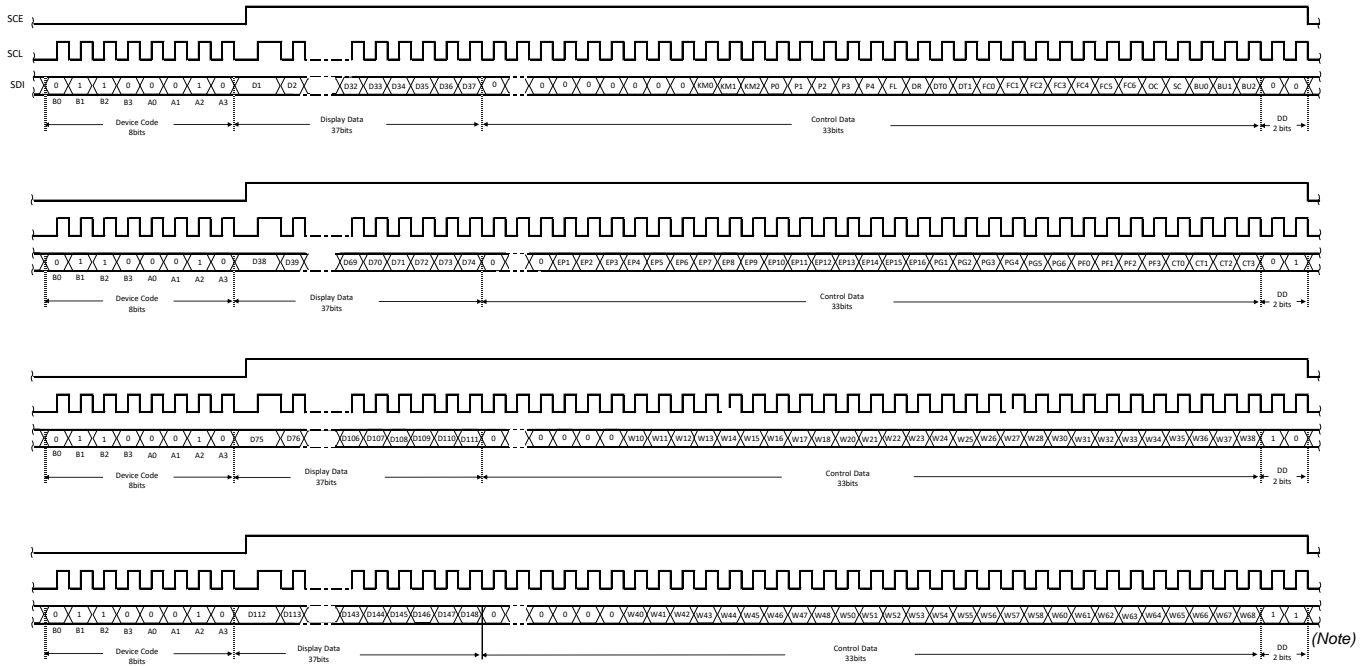 SCE
SCL
SDI 0 1 1 0 0 0 1 0 D1 D2 D32 D33 D34 D35 D36 D37 0 0 0 0 0 0 0 0 KM0 KM1 KM2 P0 P1 P2 P3 P4 FL DR DT0 DT1 FC0 FC1 FC2 FC3 FC4 FC5 FC6 OC SC BU0 BU1 BU2 0 0
B0 B1 B2 B3 A0 A1 A2 A3
Device Code Display Data Control Data DD
8bits 37bits 33bits 2 bits
0 1 1 0 0 0 1 0 D38 D39 D69 D70 D71 D72 D73 D74 0 0 0 EP1 EP2 EP3 EP4 EP5 EP6 EP7 EP8 EP9 EP10 EP11 EP12 EP13 EP14 EP15 EP16 PG1 PG2 PG3 PG4 PG5 PG6 PF0 PF1 PF2 PF3 CT0 CT1 CT2 CT3 0 1
B0 B1 B2 B3 A0 A1 A2 A3
Device Code Display Data Control Data DD
8bits 37bits 33bits 2 bits
0 1 1 0 0 0 1 0 D75 D76 D106 D107 D108 D109 D110 D111 0 0 0 0 0 W10 W11 W12 W13 W14 W15 W16 W17 W18 W20 W21 W22 W23 W24 W25 W26 W27 W28 W30 W31 W32 W33 W34 W35 W36 W37 W38 1 0
B0 B1 B2 B3 A0 A1 A2 A3
Device Code Display Data Control Data DD
8bits 37bits 33bits 2 bits
0 1 1 0 0 0 1 0 D112 D113 D143 D144 D145 D146 D147 D148 0 0 0 0 0 W40 W41 W42 W43 W44 W45 W46 W47 W48 W50 W51 W52 W53 W54 W55 W56 W57 W58 W60 W61 W62 W63 W64 W65 W66 W67 W68 1 1
B0 B1 B2 B3 A0 A1 A2 A3 (Note)
Device Code Display Data Control Data DD
8bits 37bits 33bits 2 bits